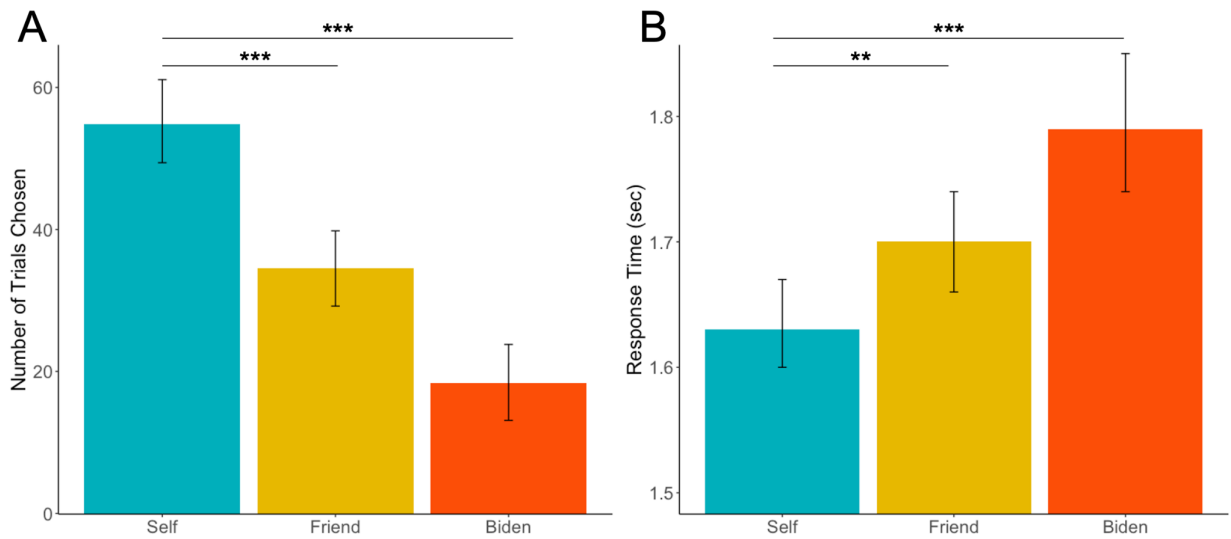 A
***
***
60
40
20
0
Number of Trials Chosen
Self Friend Biden
B
***
**
1.8
1.7
1.6
1.5
Response Time (sec)
Self Friend Biden